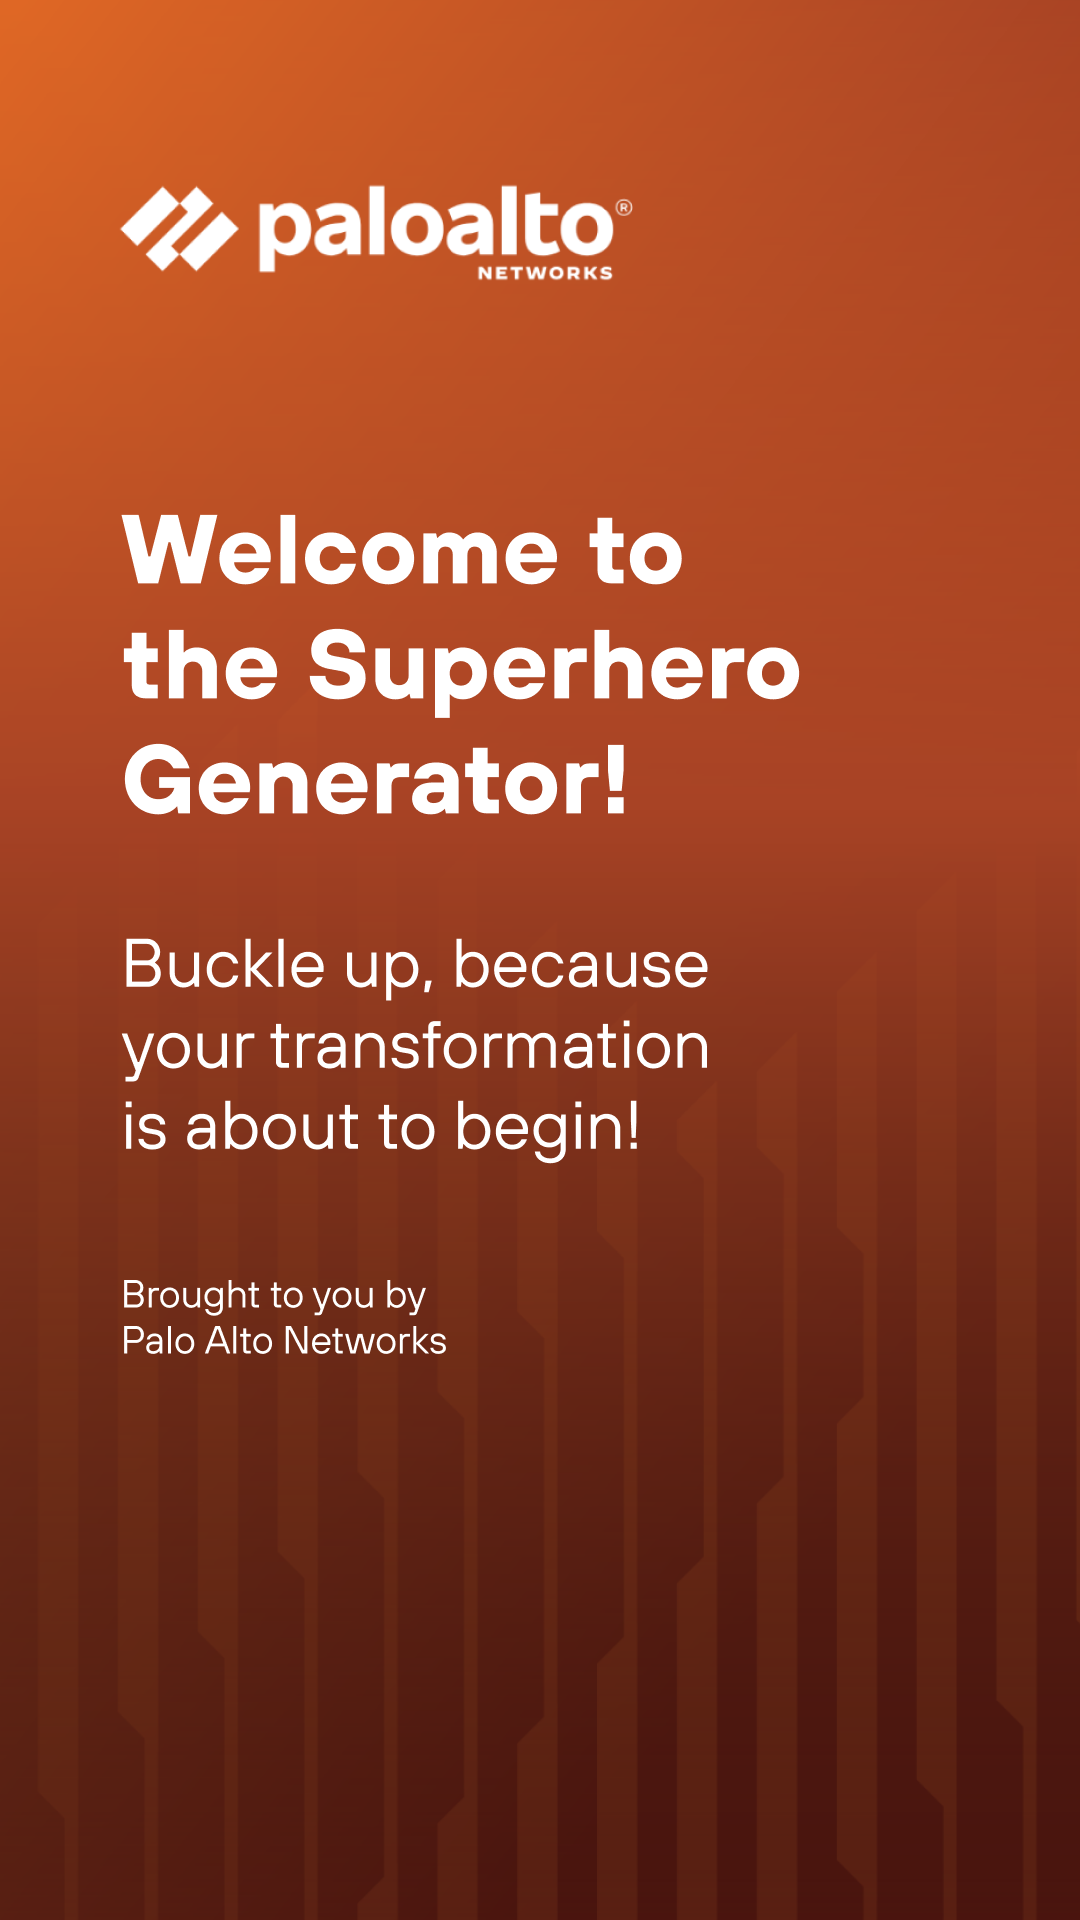 paloalto®
NETWORKS
Welcome to
the Superhero
Generator!
Buckle up, because
your transformation
is about to begin!
Brought to you by
Palo Alto Networks